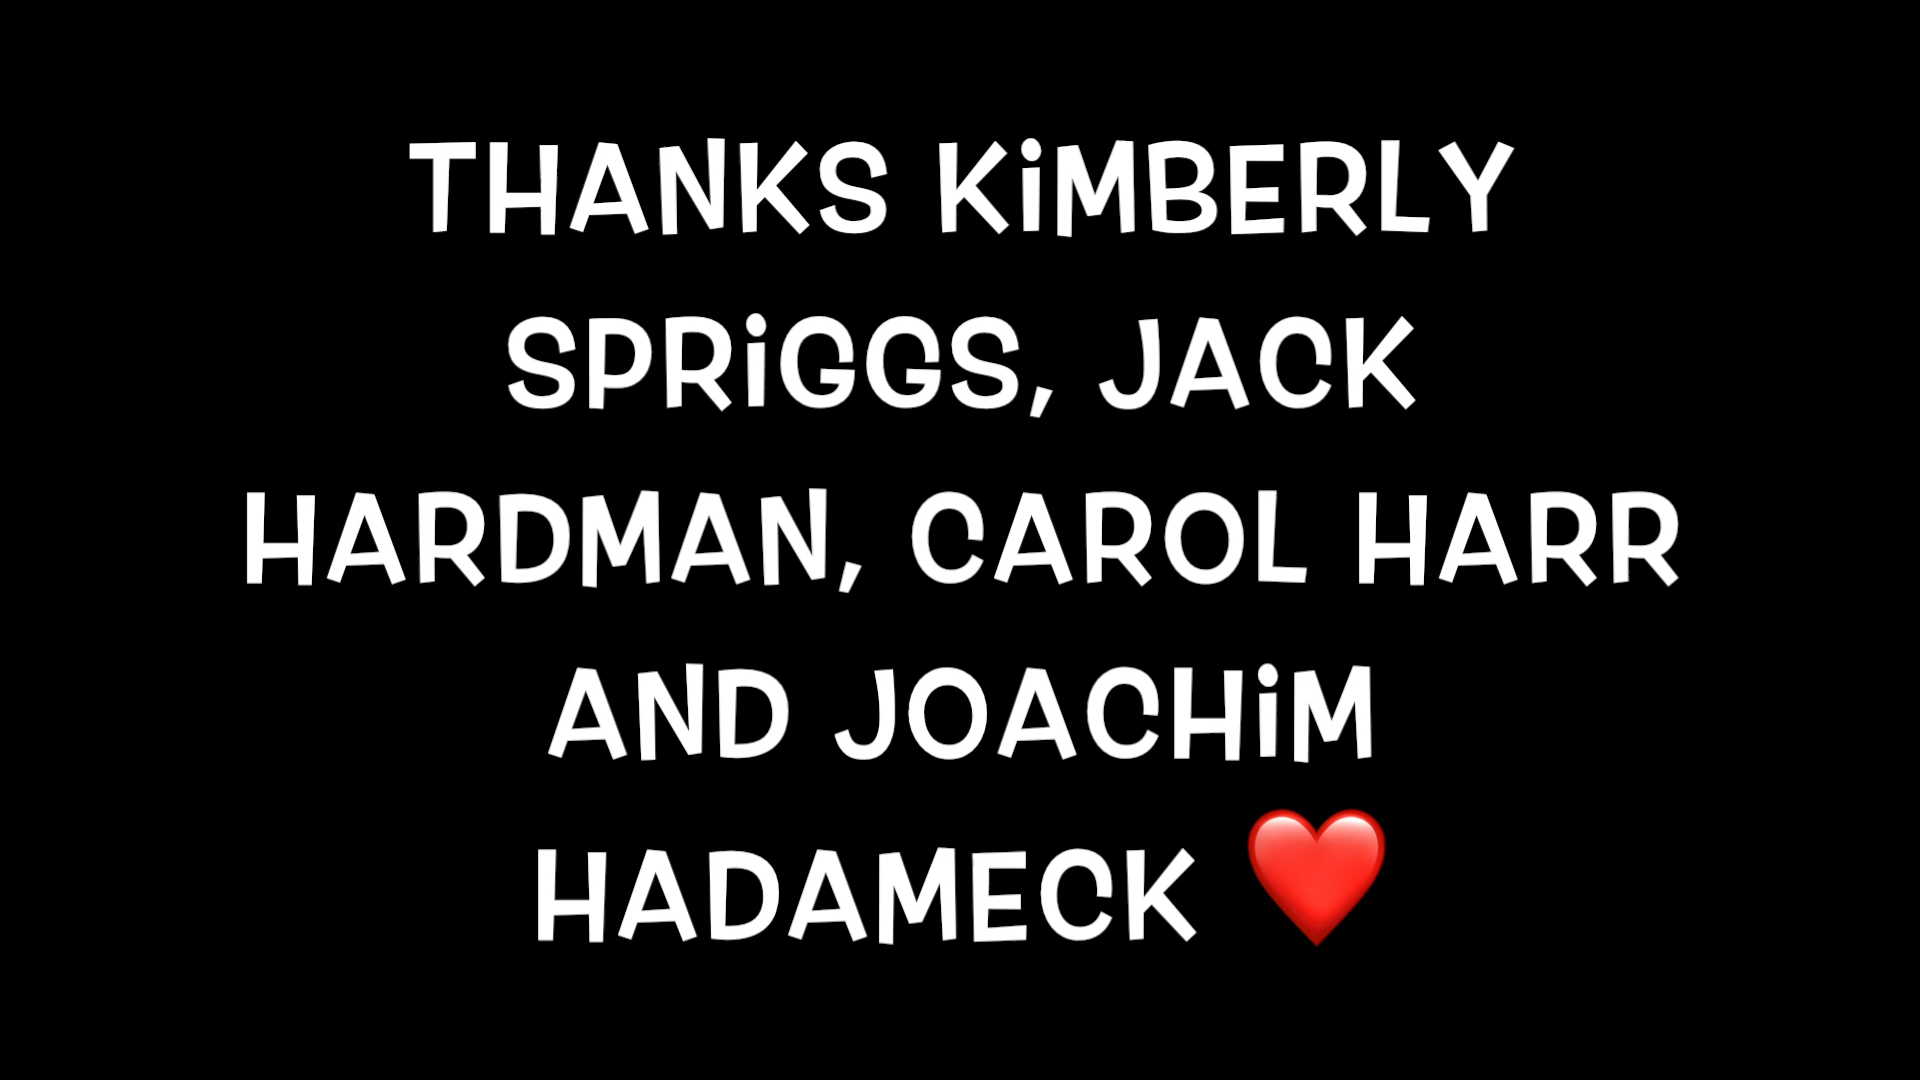 THANKS KiMBERLY
SPRiGGS, JACK
HARDMAN, CAROL HARR
AND JOACHiM
HADAMECK ❤️